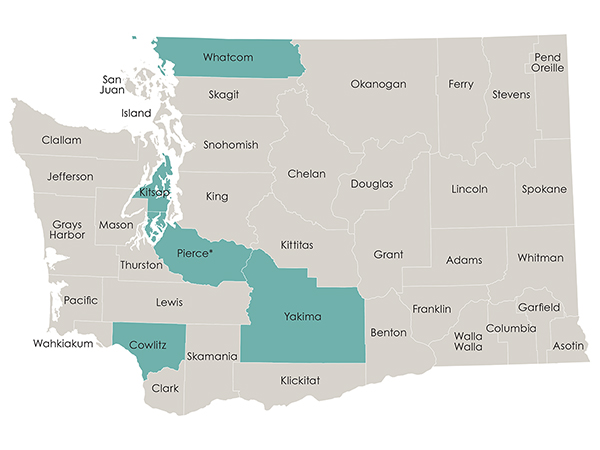 Whatcom
Pend
Oreille
San
Juan
Okanogan
Ferry
Stevens
Skagit
Island
Clallam
Snohomish
Chelan
Jefferson
Kitsap
Douglas
Lincoln
Spokane
King
Grays
Harbor
Mason
Kittitas
Pierce*
Grant
Adams
Whitman
Thurston
Pacific
Lewis
Yakima
Franklin
Garfield
Columbia
Benton
Walla
Walla
Asotin
Wahkiakum
Cowlitz
Skamania
Clark
Klickitat